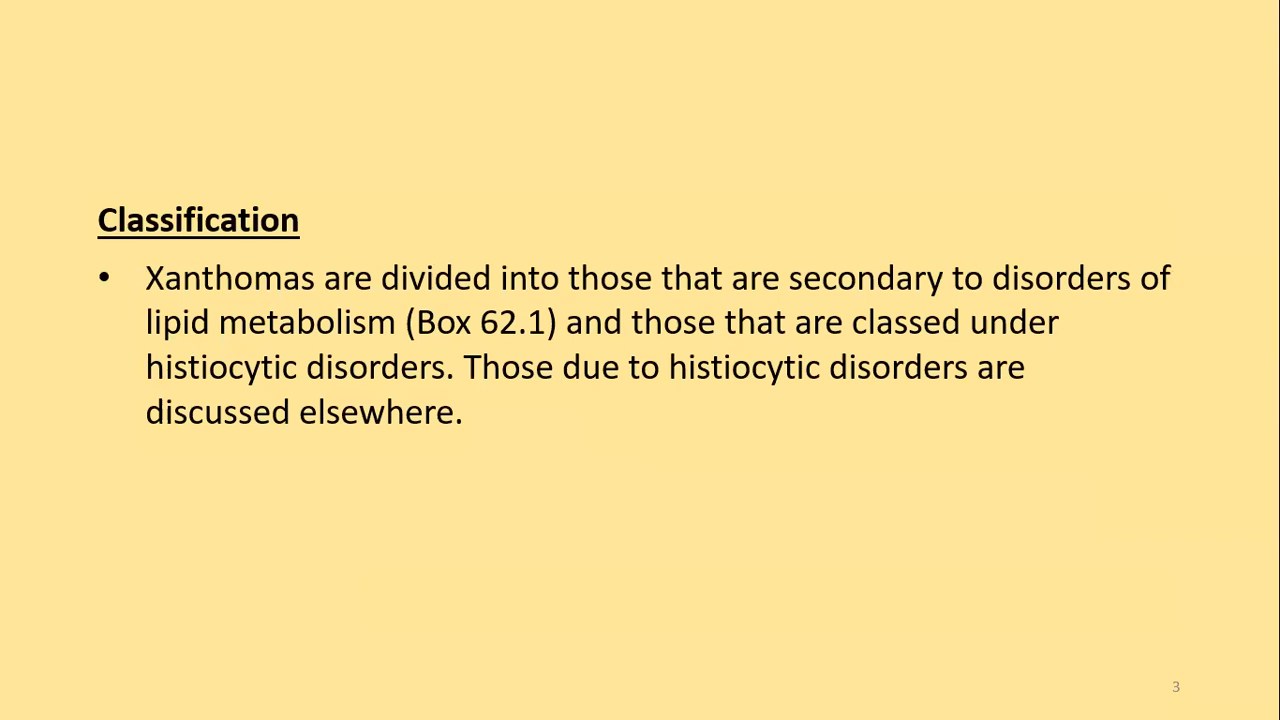 Classification
• Xanthomas are divided into those that are secondary to disorders of
lipid metabolism (Box 62.1) and those that are classed under
histiocytic disorders. Those due to histiocytic disorders are
discussed elsewhere.
3